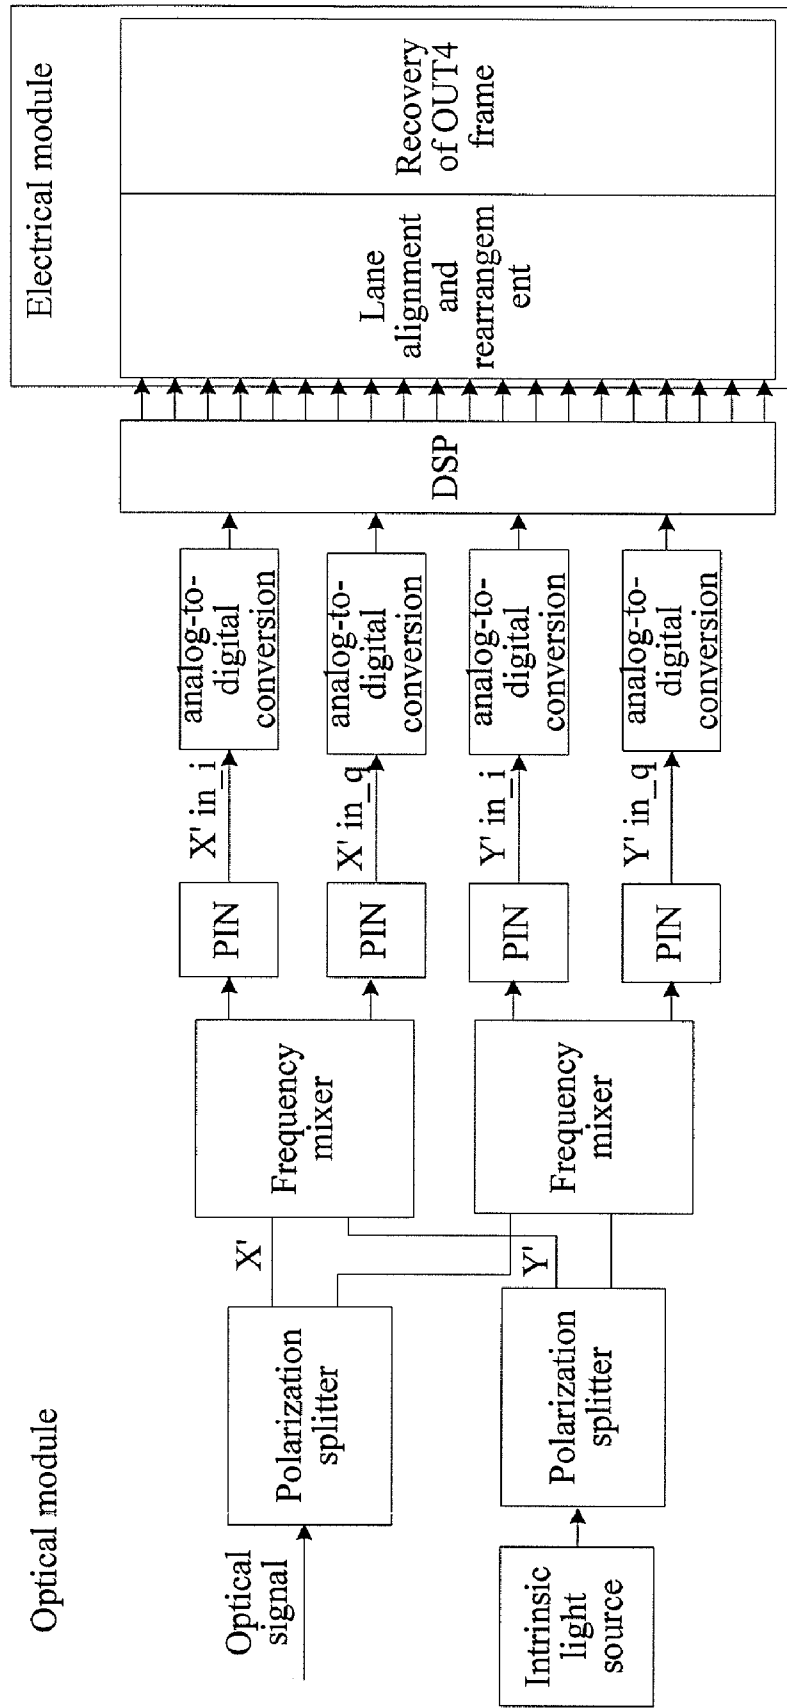 Optical module
Electrical module
Optical
signal
Polarization
splitter
Intrinsic
light
source
Polarization
splitter
X'
Y'
Frequency
mixer
Frequency
mixer
PIN
PIN
PIN
PIN
X' in_i
X' in_q
Y' in_i
Y' in_q
analog-to-
digital
conversion
analog-to-
digital
conversion
analog-to-
digital
conversion
analog-to-
digital
conversion
DSP
Lane
alignment
and
rearrangem
ent
Recovery
of OUT4
frame